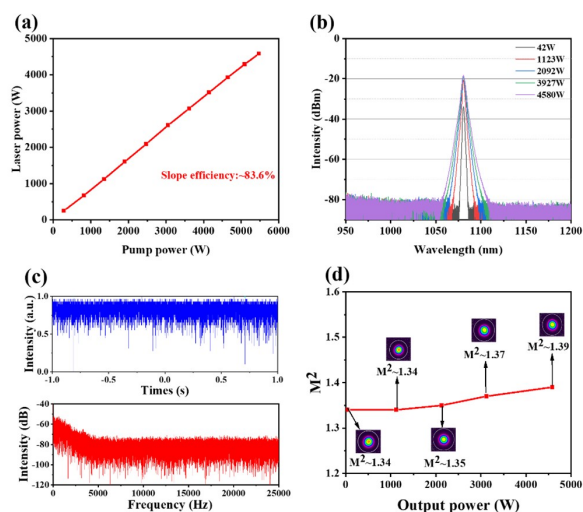 (a)
5000
4000
3000
2000
1000
0
Laser power (W)
Slope efficiency:~83.6%
0 1000 2000 3000 4000 5000 6000
Pump power (W)
(b)
0
-20
-40
-60
-80
Intensity (dBm)
42W
1123W
2092W
3927W
4580W
950 1000 1050 1100 1150 1200
Wavelength (nm)
(c)
1.0
0.5
0.0
Intensity (a.u.)
-1.0 -0.5 0.0 0.5 1.0
Times (s)
-40
-60
-80
-100
-120
Intensity (dB)
0 5000 10000 15000 20000 25000
Frequency (Hz)
(d)
1.6
1.5
1.4
1.3
1.2
M²
M²~1.34
M²~1.34
M²~1.35
M²~1.37
M²~1.39
0 1000 2000 3000 4000 5000
Output power (W)